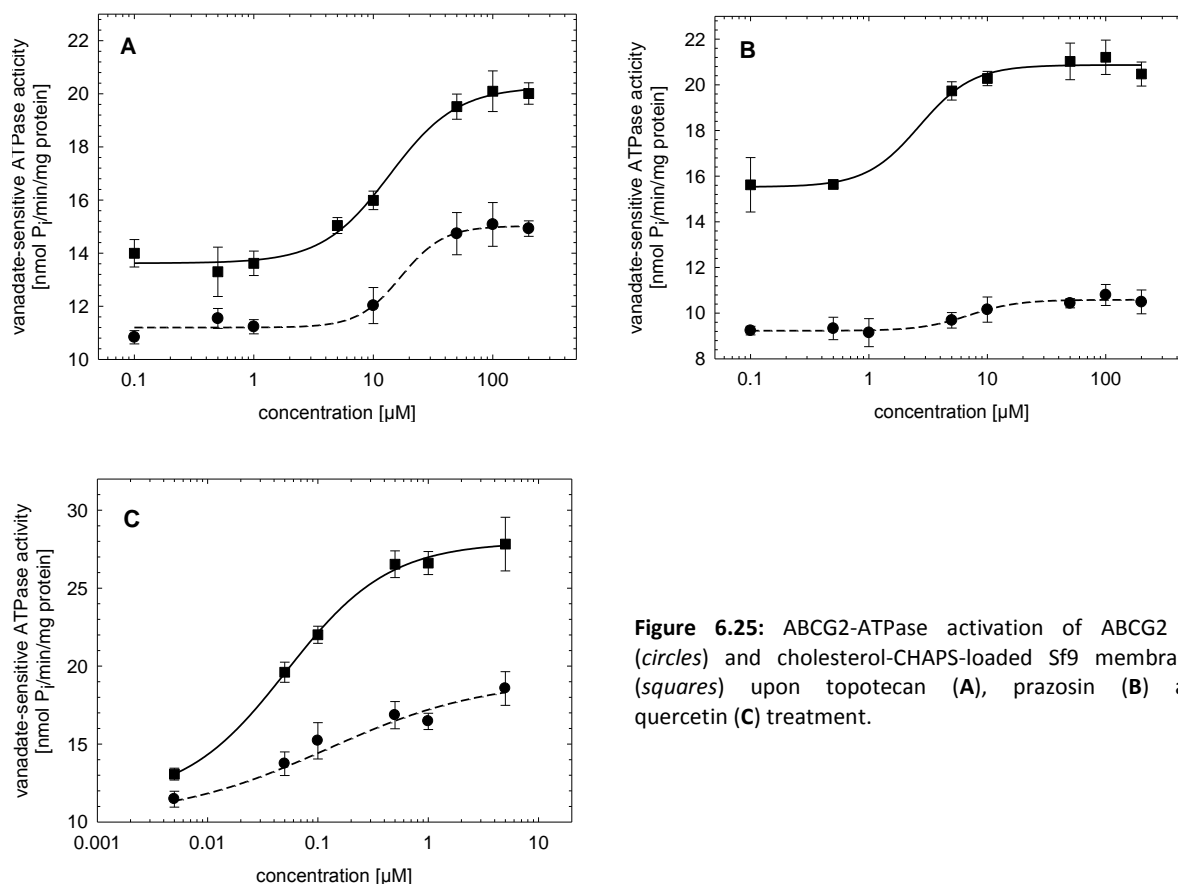 A
vanadate-sensitive ATPase acticity
[nmol Pi/min/mg protein]
22
20
18
16
14
12
10
0.1 1 10 100
concentration [µM]
B
vanadate-sensitive ATPase acticity
[nmol Pi/min/mg protein]
22
20
18
16
14
12
10
8
0.1 1 10 100
concentration [µM]
C
vanadate-sensitive ATPase activity
[nmol Pi/min/mg protein]
30
25
20
15
10
0.001 0.01 0.1 1 10
concentration [µM]
Figure 6.25: ABCG2-ATPase activation of ABCG2
(circles) and cholesterol-CHAPS-loaded Sf9
(squares) upon topotecan (A), prazosin (B)
quercetin (C) treatment.